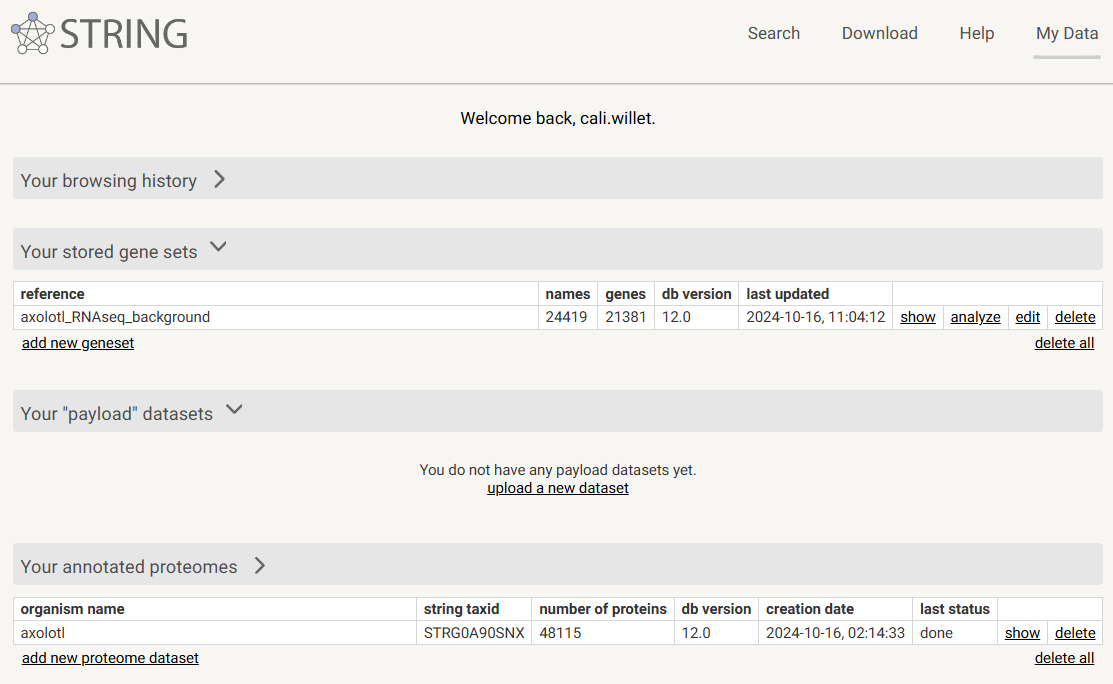 STRING
Search Download Help My Data
Welcome back, cali.willet.
Your browsing history
Your stored gene sets
reference names genes db version last updated
axolotl_RNAseq_background 24419 21381 12.0 2024-10-16, 11:04:12 show analyze edit delete
add new geneset delete all
Your "payload" datasets
You do not have any payload datasets yet.
upload a new dataset
Your annotated proteomes
organism name string taxid number of proteins db version creation date last status
axolotl STRG0A90SNX 48115 12.0 2024-10-16, 02:14:33 done show delete
add new proteome dataset delete all